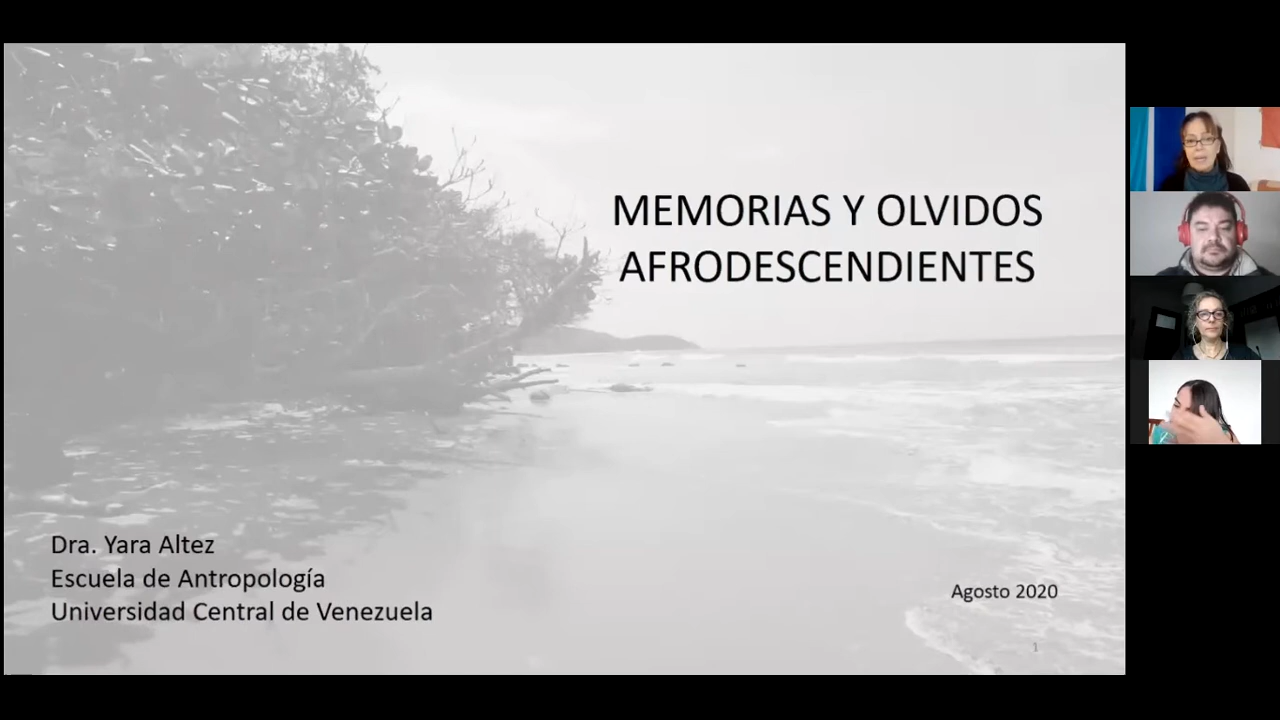 MEMORIAS Y OLVIDOS
AFRODESCENDIENTES
Dra. Yara Altez
Escuela de Antropología
Universidad Central de Venezuela
Agosto 2020
1